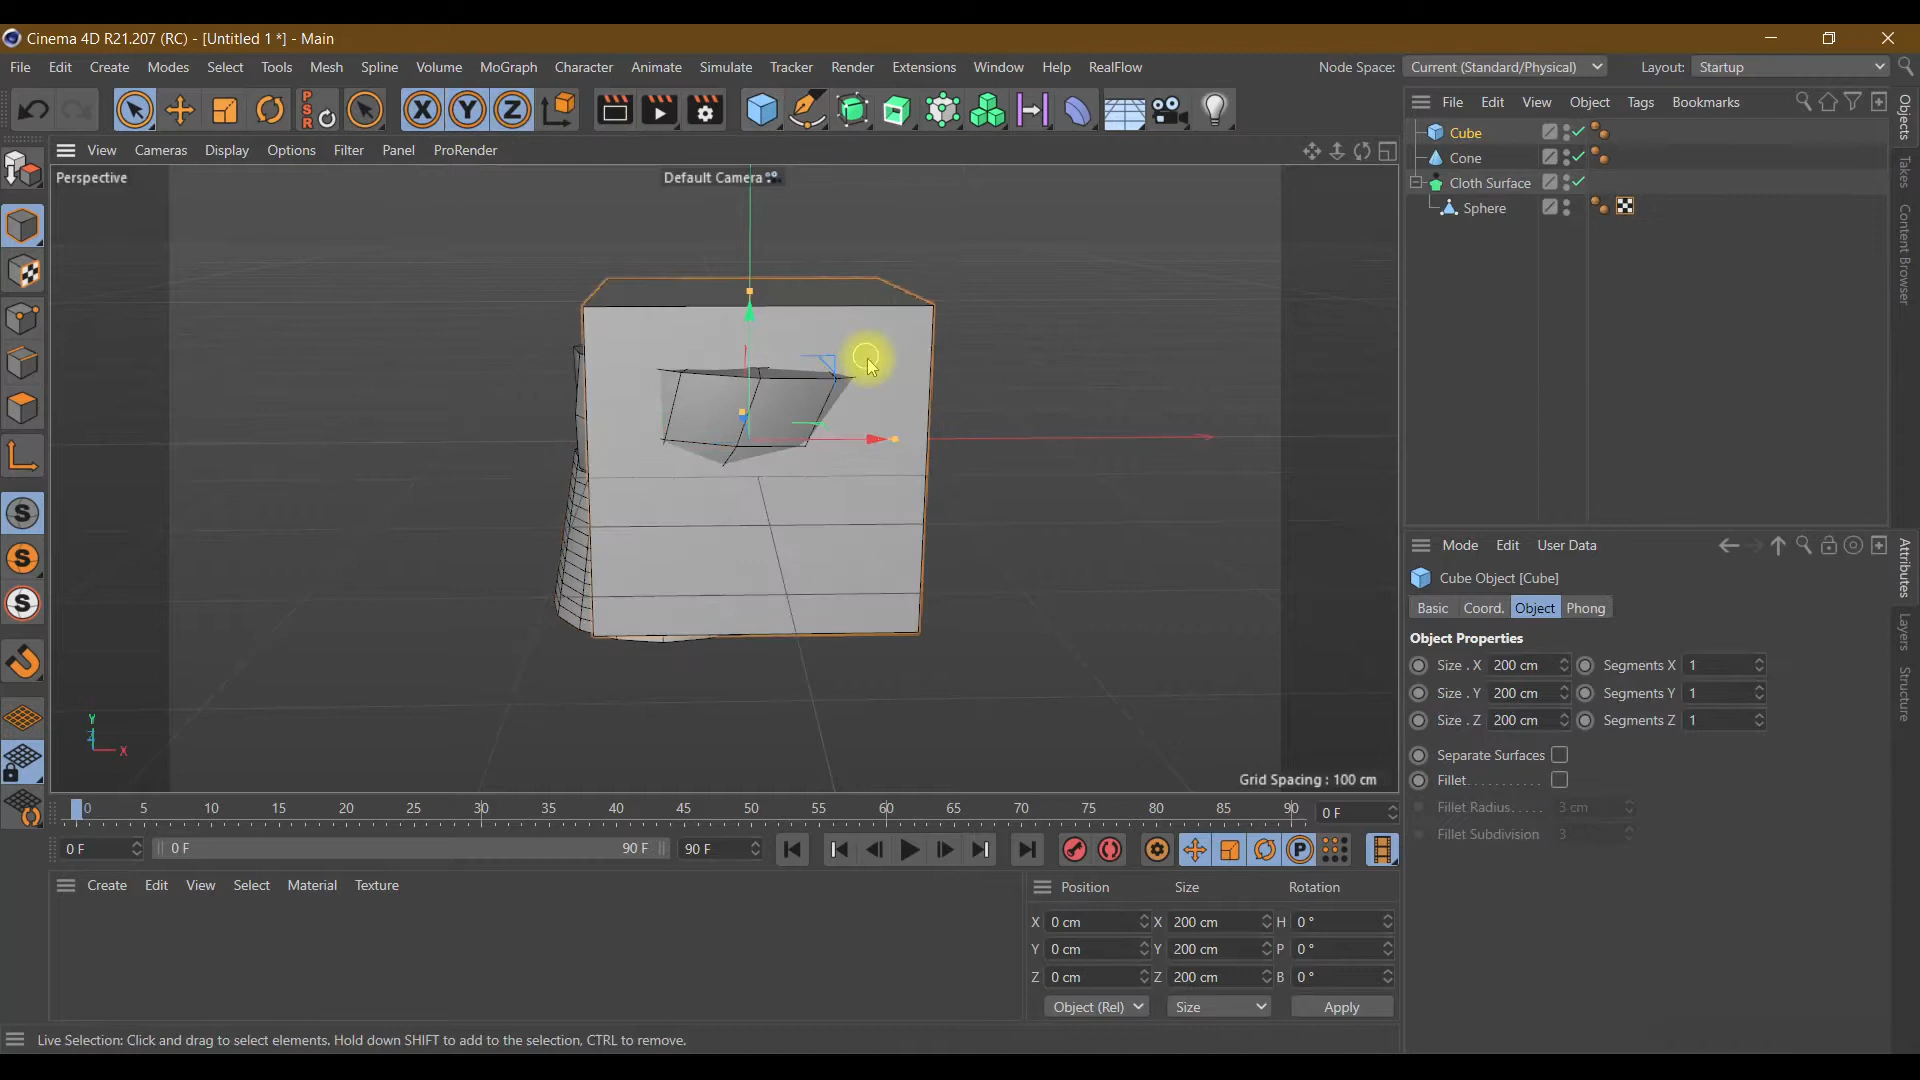 Cinema 4D R21.207 (RC) - [Untitled 1 *] - Main
File Edit Create Modes Select Tools Mesh Spline Volume MoGraph Character Animate Simulate Tracker Render Extensions Window Help RealFlow Node Space: Current (Standard/Physical) Layout: Startup
P S R X Y Z
File Edit View Object Tags Bookmarks
Cube
Cone
Cloth Surface
Sphere
Objects
Takes
Content Browser
View Cameras Display Options Filter Panel ProRender
Perspective
Default Camera
Y
Z
X
Grid Spacing : 100 cm
S
S
S
Mode Edit User Data
Cube Object [Cube]
Basic Coord. Object Phong
Object Properties
Size . X 200 cm Segments X 1
Size . Y 200 cm Segments Y 1
Size . Z 200 cm Segments Z 1
Separate Surfaces
Fillet
Fillet Radius 3 cm
Fillet Subdivision 3
Attributes
Layers
Structure
0 5 10 15 20 25 30 35 40 45 50 55 60 65 70 75 80 85 90 0 F
0 F 0 F 90 F 90 F P
Create Edit View Select Material Texture
Position Size Rotation
X 0 cm X 200 cm H 0 °
Y 0 cm Y 200 cm P 0 °
Z 0 cm Z 200 cm B 0 °
Object (Rel) Size Apply
Live Selection: Click and drag to select elements. Hold down SHIFT to add to the selection, CTRL to remove.